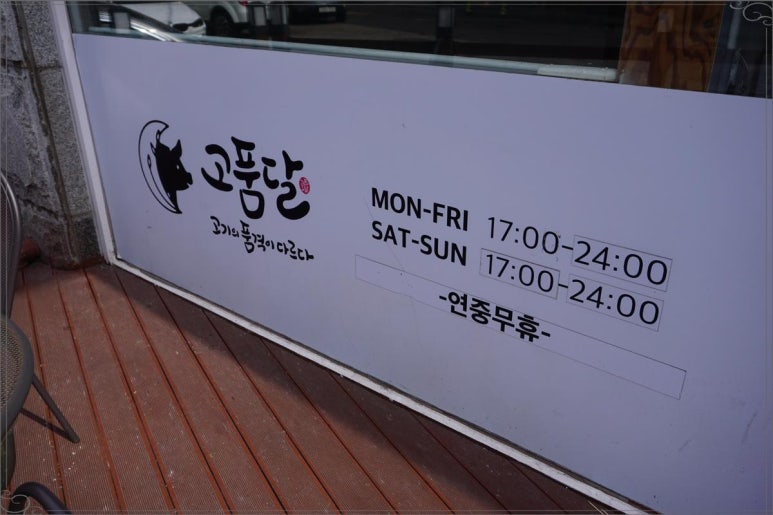 고품달
고기의 품격이 다르다
MON-FRI 17:00-24:00
SAT-SUN 17:00-24:00
-연중무휴-